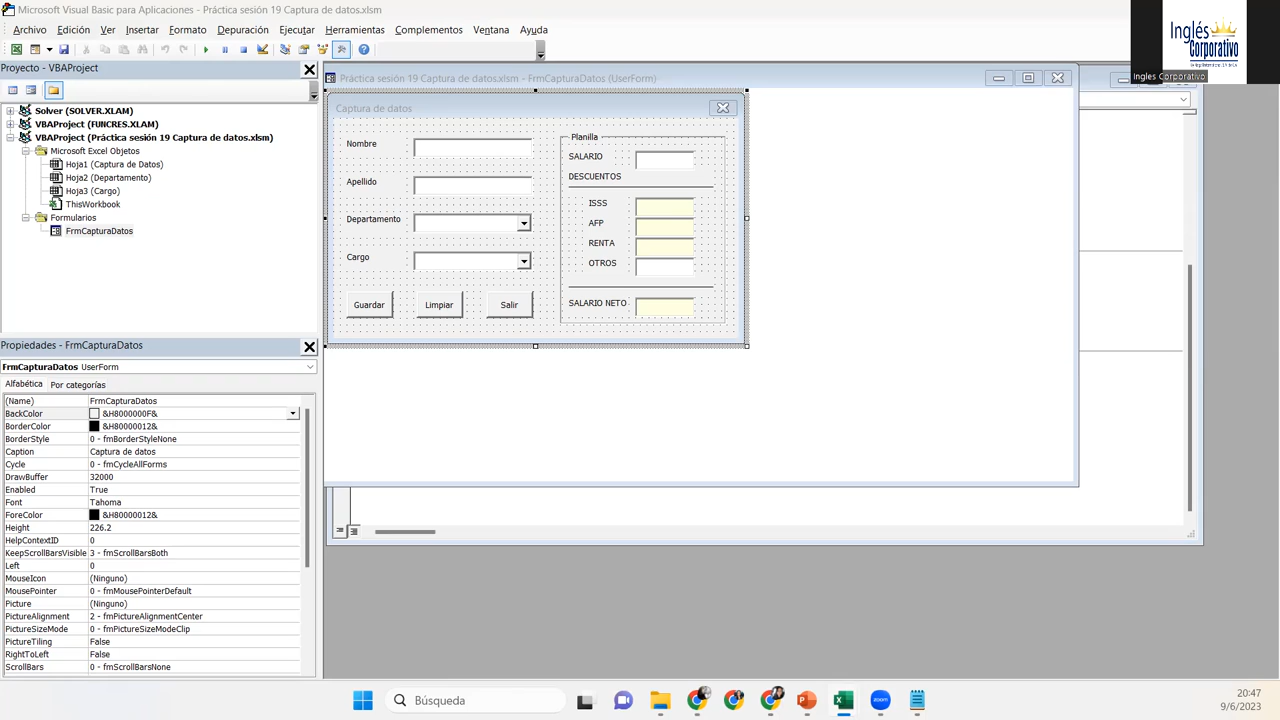 Microsoft Visual Basic para Aplicaciones - Práctica sesión 19 Captura de datos.xlsm
Archivo Edición Ver Insertar Formato Depuración Ejecutar Herramientas Complementos Ventana Ayuda
Inglés
Corporativo
Ingles Corporativo
Proyecto - VBAProject
Práctica sesión 19 Captura de datos.xlsm - FrmCapturaDatos (UserForm)
Solver (SOLVER.XLAM)
VBAProject (FUNCRES.XLAM)
VBAProject (Práctica sesión 19 Captura de datos.xlsm)
Microsoft Excel Objetos
Hoja1 (Captura de Datos)
Hoja2 (Departamento)
Hoja3 (Cargo)
ThisWorkbook
Formularios
FrmCapturaDatos
Captura de datos
Nombre
Apellido
Departamento
Cargo
Guardar Limpiar Salir
Planilla
SALARIO
DESCUENTOS
ISSS
AFP
RENTA
OTROS
SALARIO NETO
Propiedades - FrmCapturaDatos
FrmCapturaDatos UserForm
Alfabética Por categorías
(Name) FrmCapturaDatos
BackColor &H8000000F&
BorderColor &H80000012&
BorderStyle 0 - fmBorderStyleNone
Caption Captura de datos
Cycle 0 - fmCycleAllForms
DrawBuffer 32000
Enabled True
Font Tahoma
ForeColor &H80000012&
Height 226.2
HelpContextID 0
KeepScrollBarsVisible 3 - fmScrollBarsBoth
Left 0
MouseIcon (Ninguno)
MousePointer 0 - fmMousePointerDefault
Picture (Ninguno)
PictureAlignment 2 - fmPictureAlignmentCenter
PictureSizeMode 0 - fmPictureSizeModeClip
PictureTiling False
RightToLeft False
ScrollBars 0 - fmScrollBarsNone
Búsqueda
zoom
20:47
9/6/2023